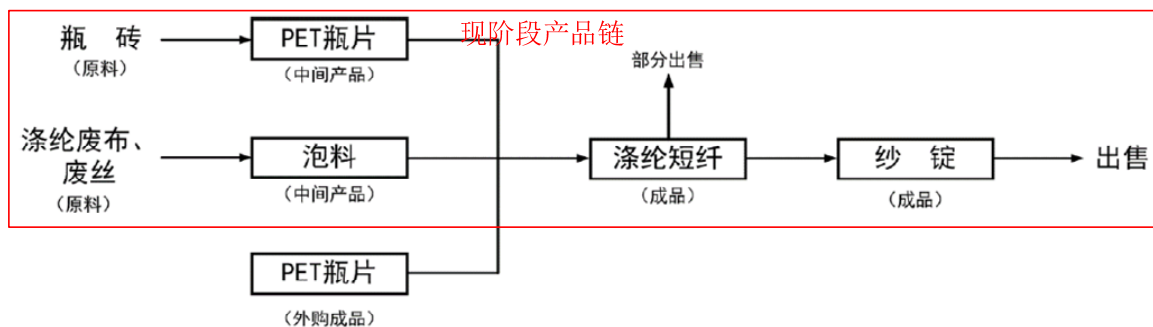 现阶段产品链
瓶 砖
(原料)
PET瓶片
(中间产品)
部分出售
涤纶废布、
废丝
(原料)
泡料
(中间产品)
涤纶短纤
(成品)
纱 锭
(成品)
出售
PET瓶片
(外购成品)